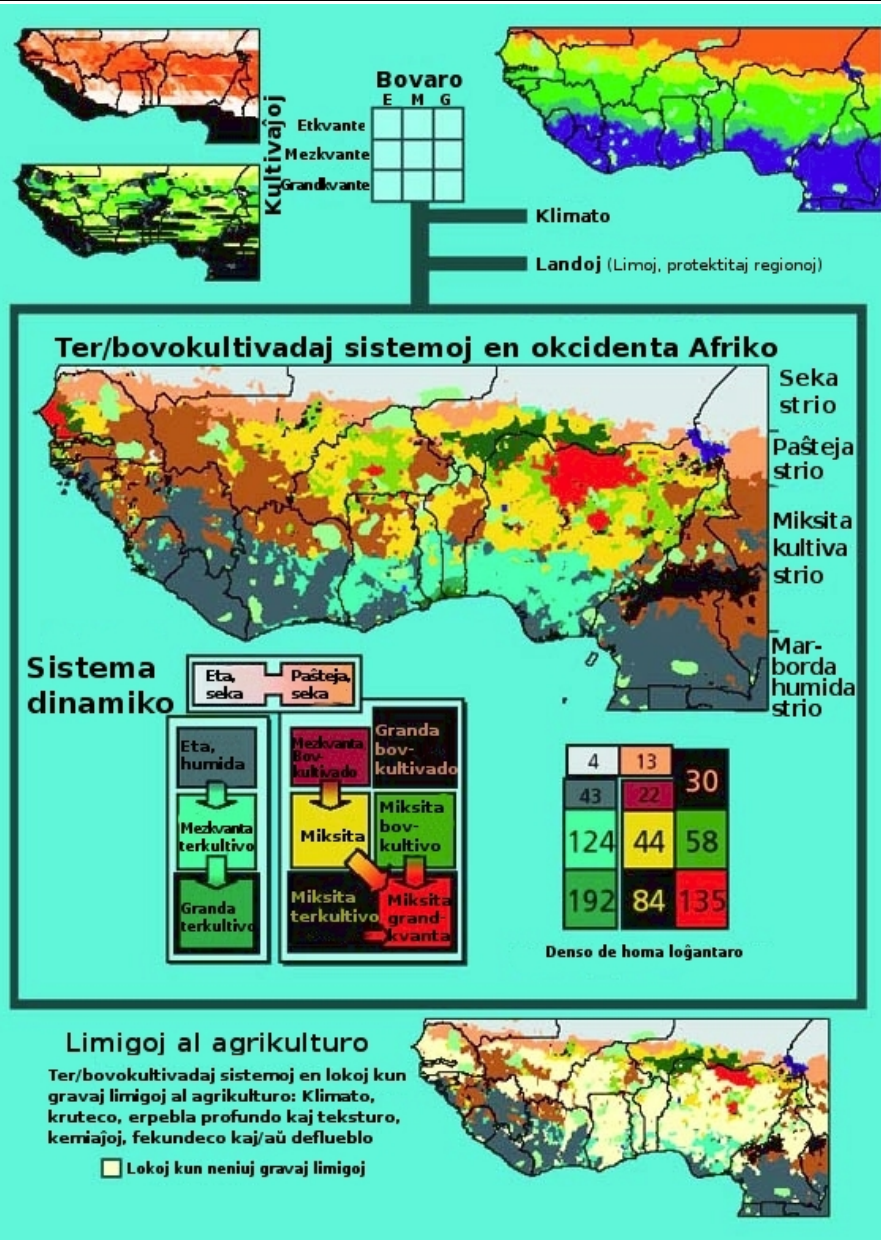 Bovaro
E M G
Kultivaĵoj
Etkvante
Mezkvante
Grandkvante
Klimato
Landoj (Limoj, protektitaj regionoj)
Ter/bovokultivadaj sistemoj en okcidenta Afriko
Seka
strio
Paŝteja
strio
Miksita
kultiva
strio
Mar-
borda
humida
strio
Sistema
dinamiko
Eta,
seka
Paŝteja,
seka
Eta,
humida
Mezkvanta
terkultivo
Granda
terkultivo
Mezkvanta,
Bov-
kultivado
Granda
bov-
kultivado
Miksita
Miksita
bov-
kultivo
Miksita
terkultivo
Miksita
grand-
kvanta
4 13 30
43 22
124 44 58
192 84 135
Denso de homa loĝantaro
Limigoj al agrikulturo
Ter/bovokultivadaj sistemoj en lokoj kun
gravaj limigoj al agrikulturo: Klimato,
kruteco, erpebla profundo kaj teksturo,
kemiaĵoj, fekundeco kaj/aŭ deflueblo
Lokoj kun neniuj gravaj limigoj